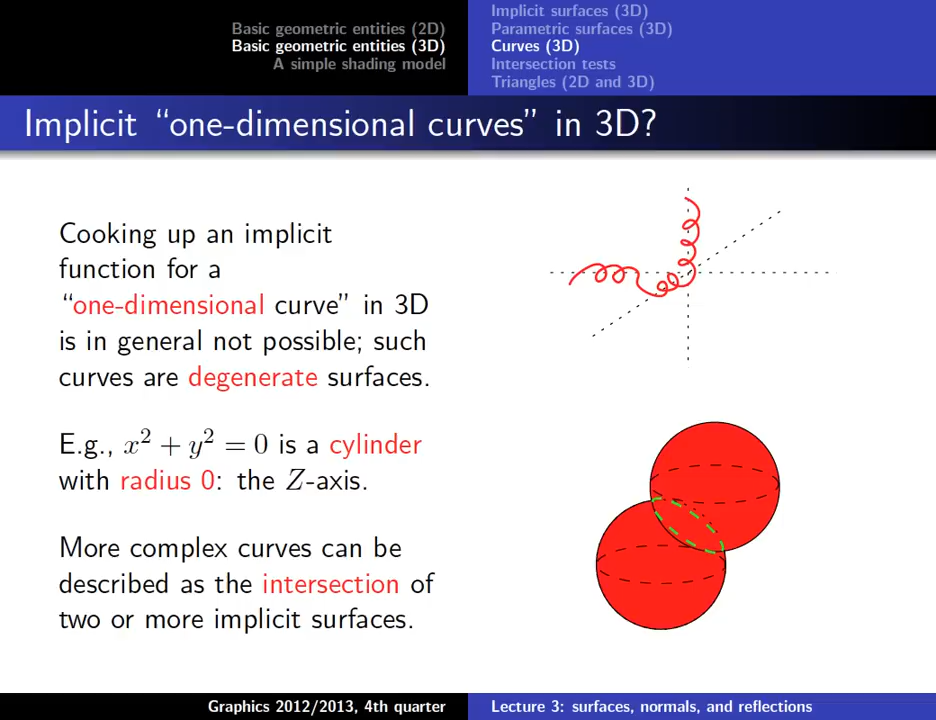 Basic geometric entities (2D)
Basic geometric entities (3D)
A simple shading model
Implicit surfaces (3D)
Parametric surfaces (3D)
Curves (3D)
Intersection tests
Triangles (2D and 3D)
Implicit “one-dimensional curves” in 3D?
Cooking up an implicit
function for a
“one-dimensional curve” in 3D
is in general not possible; such
curves are degenerate surfaces.
E.g., x² + y² = 0 is a cylinder
with radius 0: the Z-axis.
More complex curves can be
described as the intersection of
two or more implicit surfaces.
Graphics 2012/2013, 4th quarter
Lecture 3: surfaces, normals, and reflections